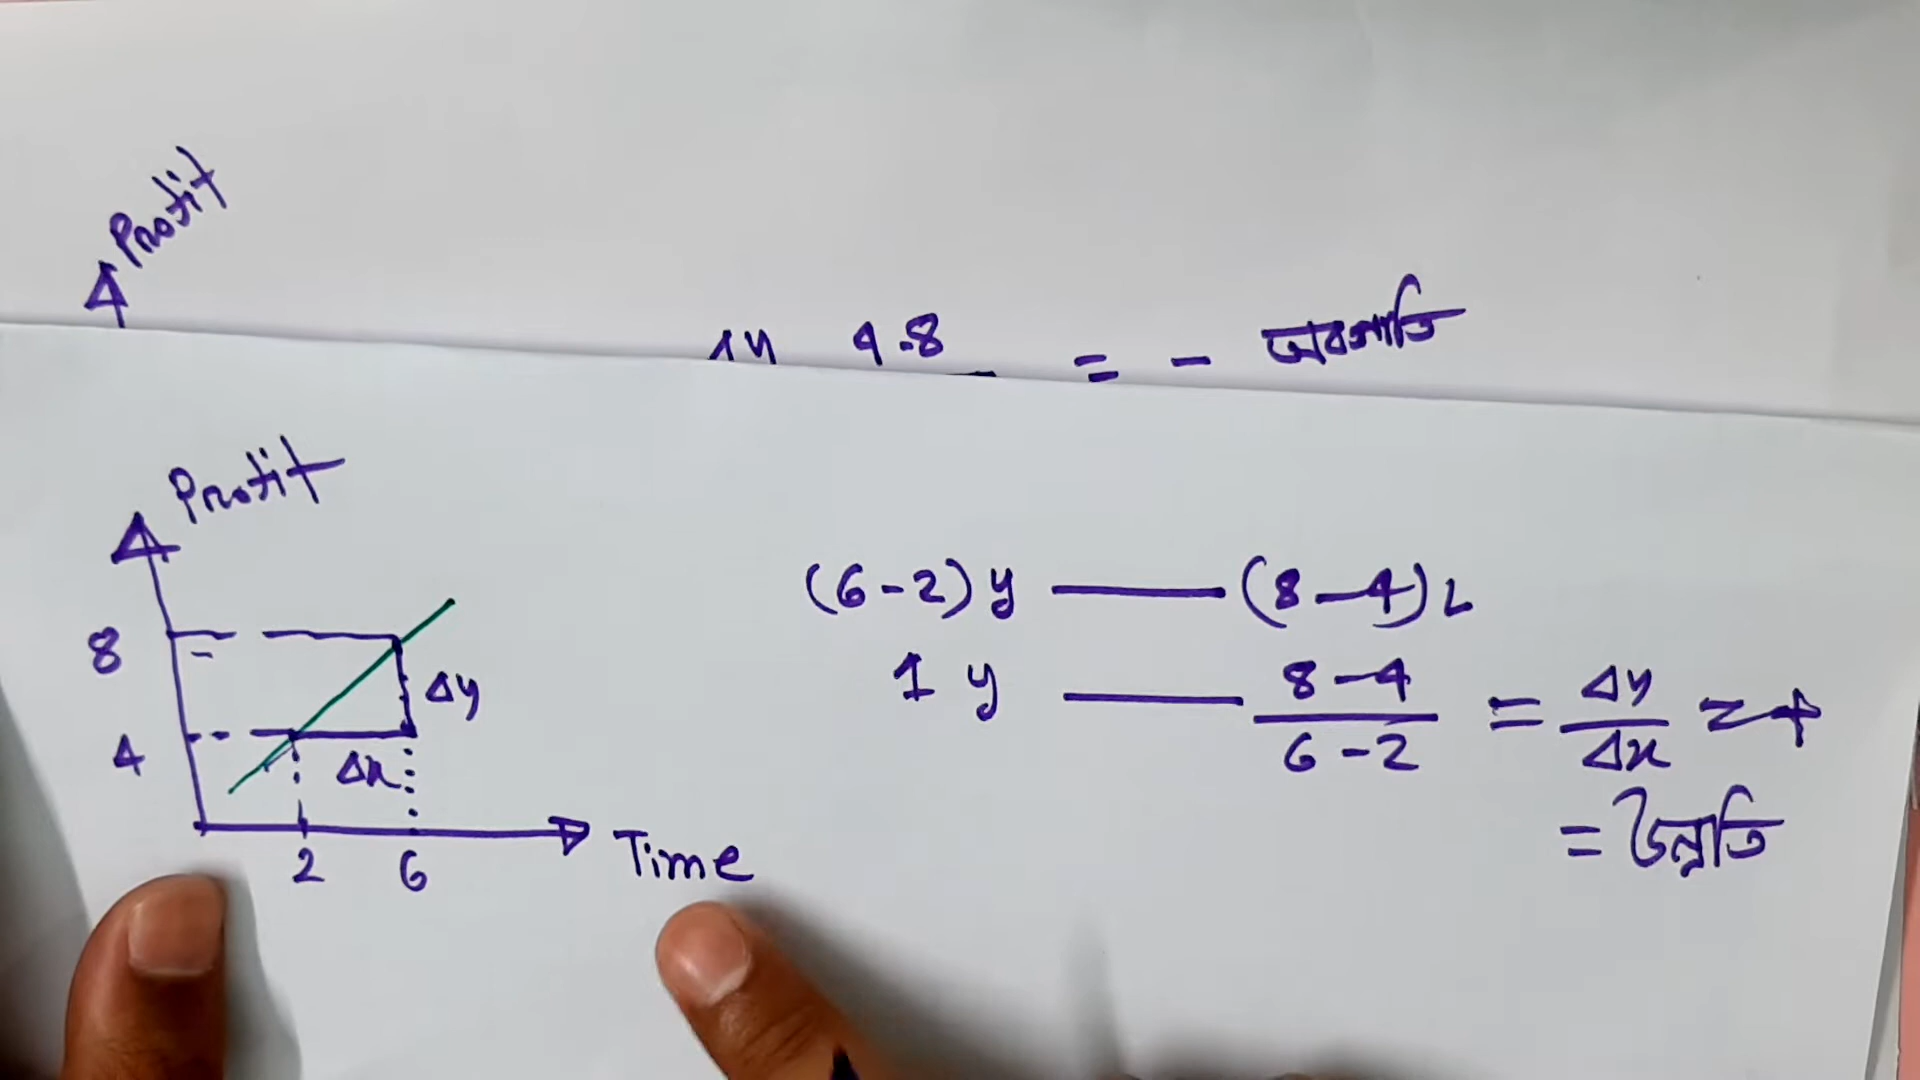 Profit
4-8 = - অবনতি
Profit
8
4
Δy
Δx
2 6
Time
(6-2) y — (8-4) L
1 y — 8-4 / 6-2 = Δy / Δx = +
= উন্নতি